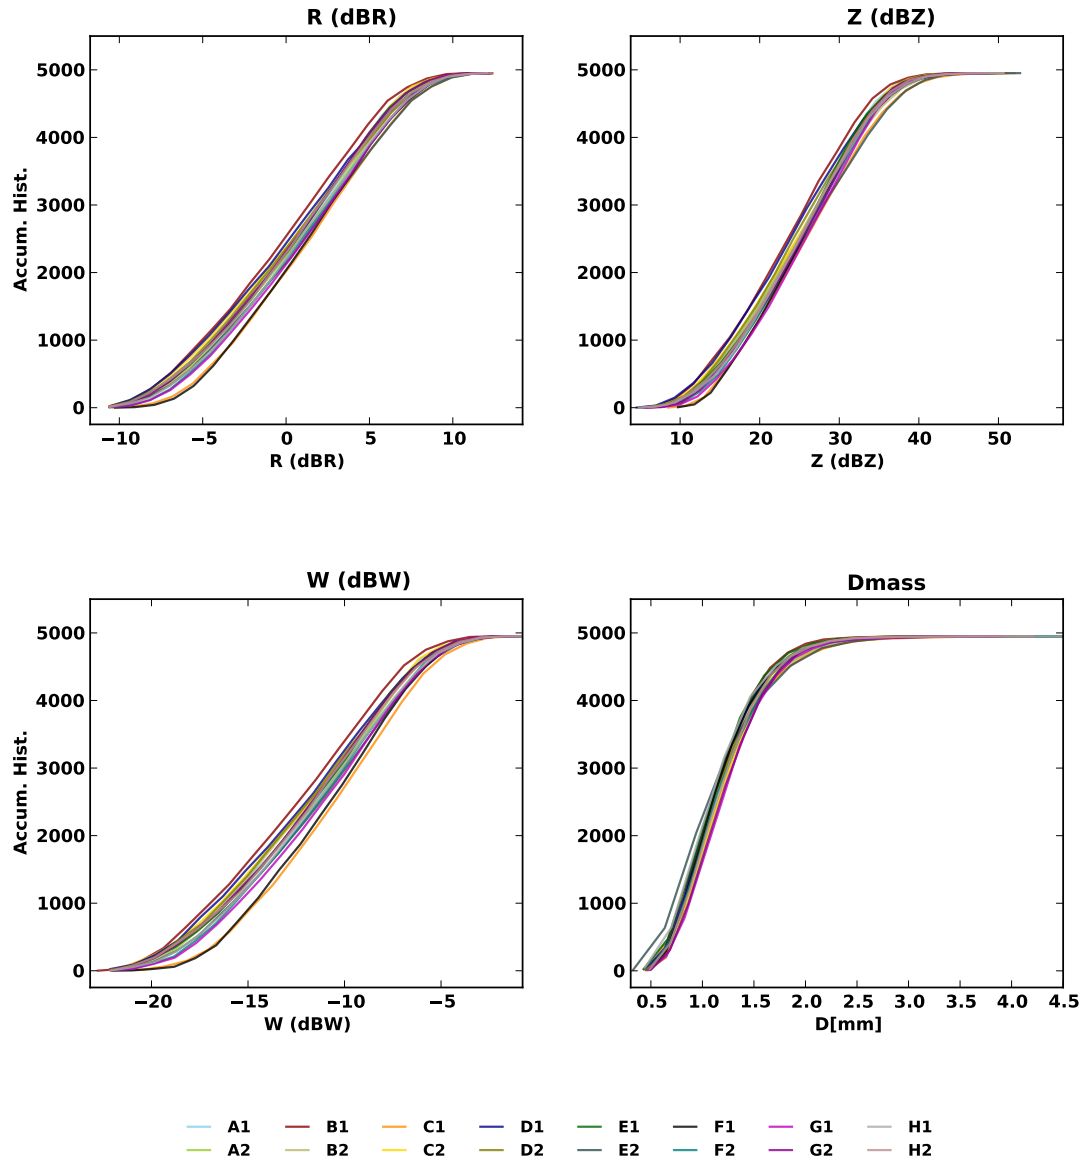 R (dBR)
Z (dBZ)
Accum. Hist.
5000
4000
3000
2000
1000
0
−10 −5 0 5 10
R (dBR)
5000
4000
3000
2000
1000
0
10 20 30 40 50
Z (dBZ)
W (dBW)
Dmass
Accum. Hist.
5000
4000
3000
2000
1000
0
−20 −15 −10 −5
W (dBW)
5000
4000
3000
2000
1000
0
0.5 1.0 1.5 2.0 2.5 3.0 3.5 4.0 4.5
D[mm]
A1 B1 C1 D1 E1 F1 G1 H1
A2 B2 C2 D2 E2 F2 G2 H2